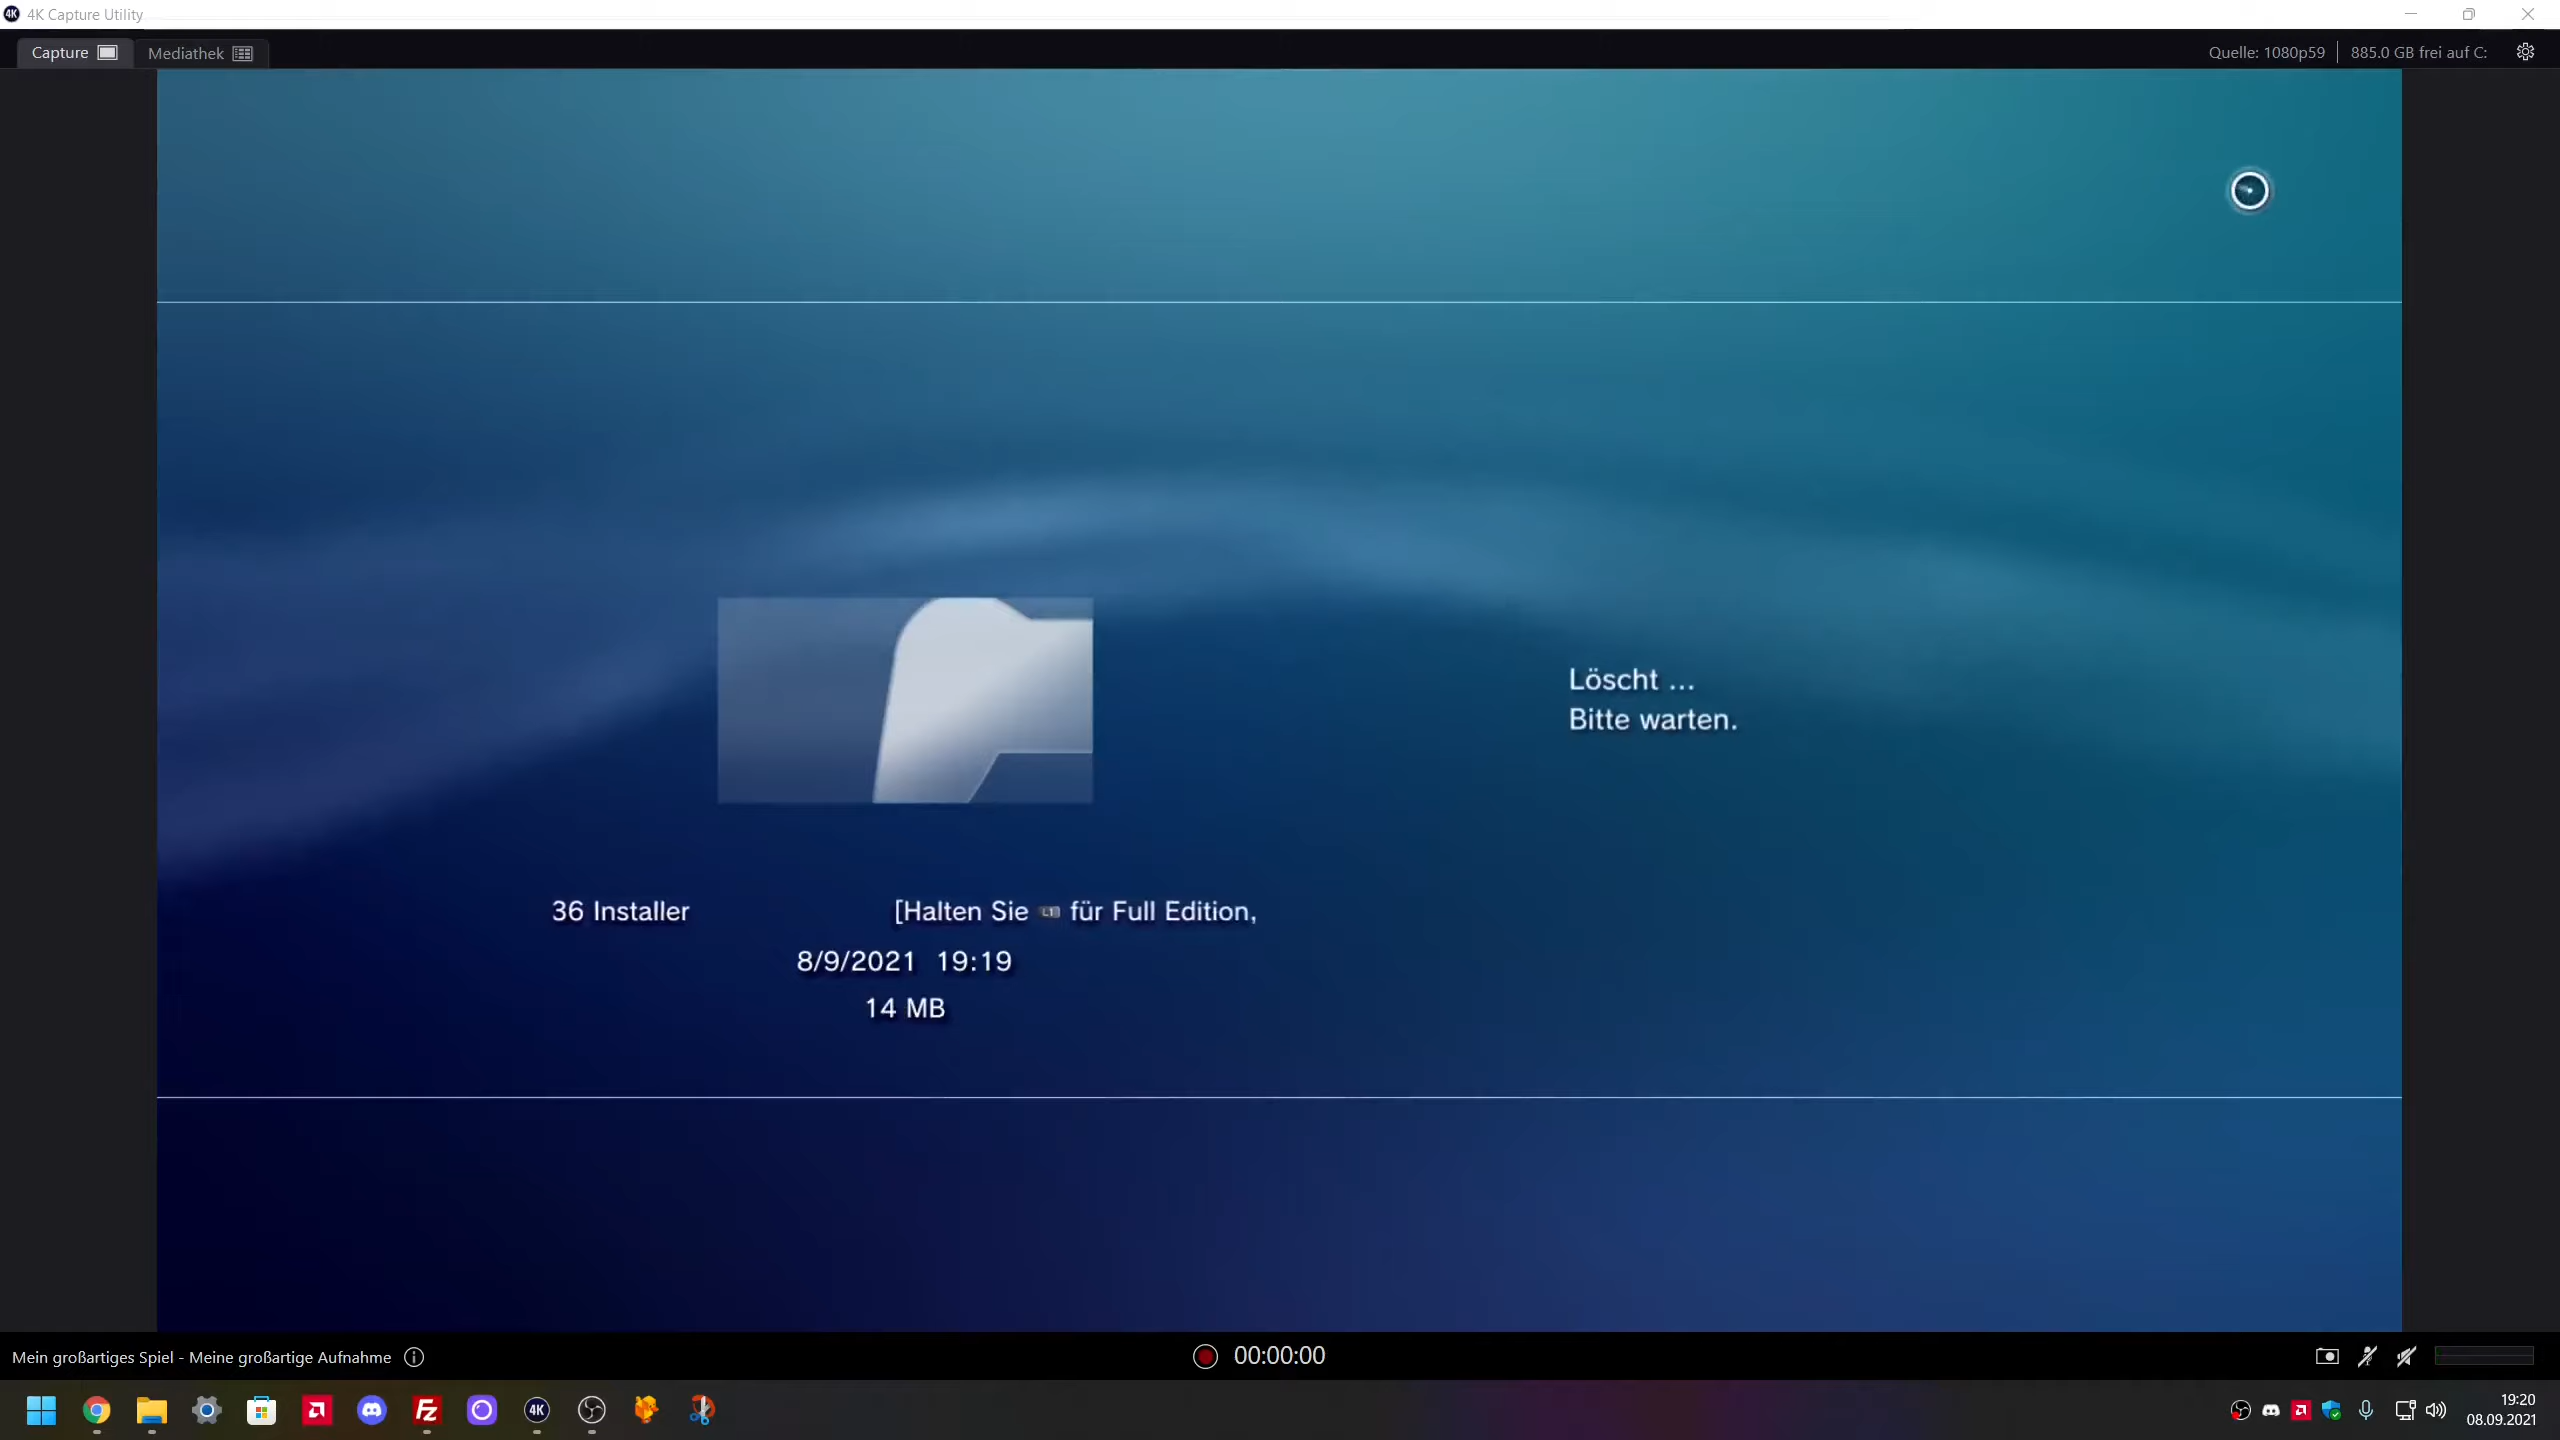 4K Capture Utility
Capture
Mediathek
Quelle: 1080p59
885.0 GB frei auf C:
Löscht ...
Bitte warten.
36 Installer [Halten Sie L1 für Full Edition,
8/9/2021 19:19
14 MB
Mein großartiges Spiel - Meine großartige Aufnahme
00:00:00
4K
19:20
08.09.2021